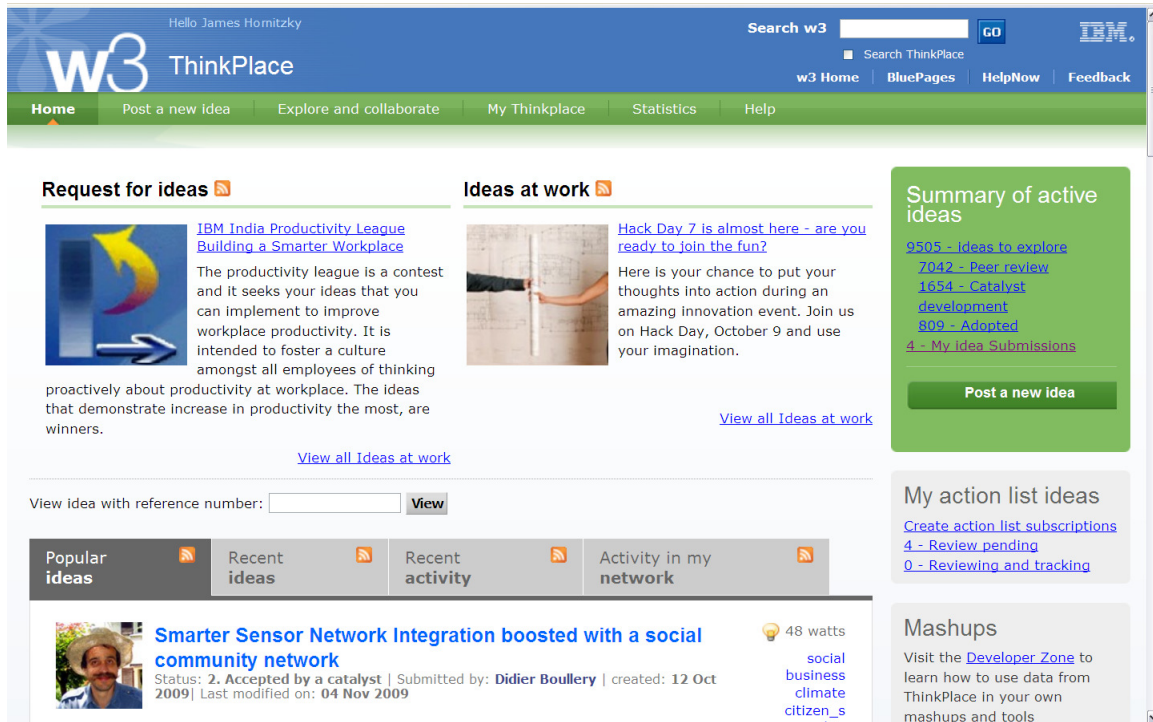 Hello James Hornitzky
w3
ThinkPlace
Search w3
GO
IBM.
Search ThinkPlace
w3 Home
BluePages
HelpNow
Feedback
Home
Post a new idea
Explore and collaborate
My Thinkplace
Statistics
Help
Request for ideas
IBM India Productivity League
Building a Smarter Workplace
The productivity league is a contest
and it seeks your ideas that you
can implement to improve
workplace productivity. It is
intended to foster a culture
amongst all employees of thinking
proactively about productivity at workplace. The ideas
that demonstrate increase in productivity the most, are
winners.
View all Ideas at work
Ideas at work
Hack Day 7 is almost here - are you
ready to join the fun?
Here is your chance to put your
thoughts into action during an
amazing innovation event. Join us
on Hack Day, October 9 and use
your imagination.
View all Ideas at work
Summary of active
ideas
9505 - ideas to explore
7042 - Peer review
1654 - Catalyst
development
809 - Adopted
4 - My idea Submissions
Post a new idea
View idea with reference number:
View
My action list ideas
Create action list subscriptions
4 - Review pending
0 - Reviewing and tracking
Popular
ideas
Recent
ideas
Recent
activity
Activity in my
network
Smarter Sensor Network Integration boosted with a social
community network
Status: 2. Accepted by a catalyst | Submitted by: Didier Boullery | created: 12 Oct
2009| Last modified on: 04 Nov 2009
48 watts
social
business
climate
citizen_s
Mashups
Visit the Developer Zone to
learn how to use data from
ThinkPlace in your own
mashups and tools